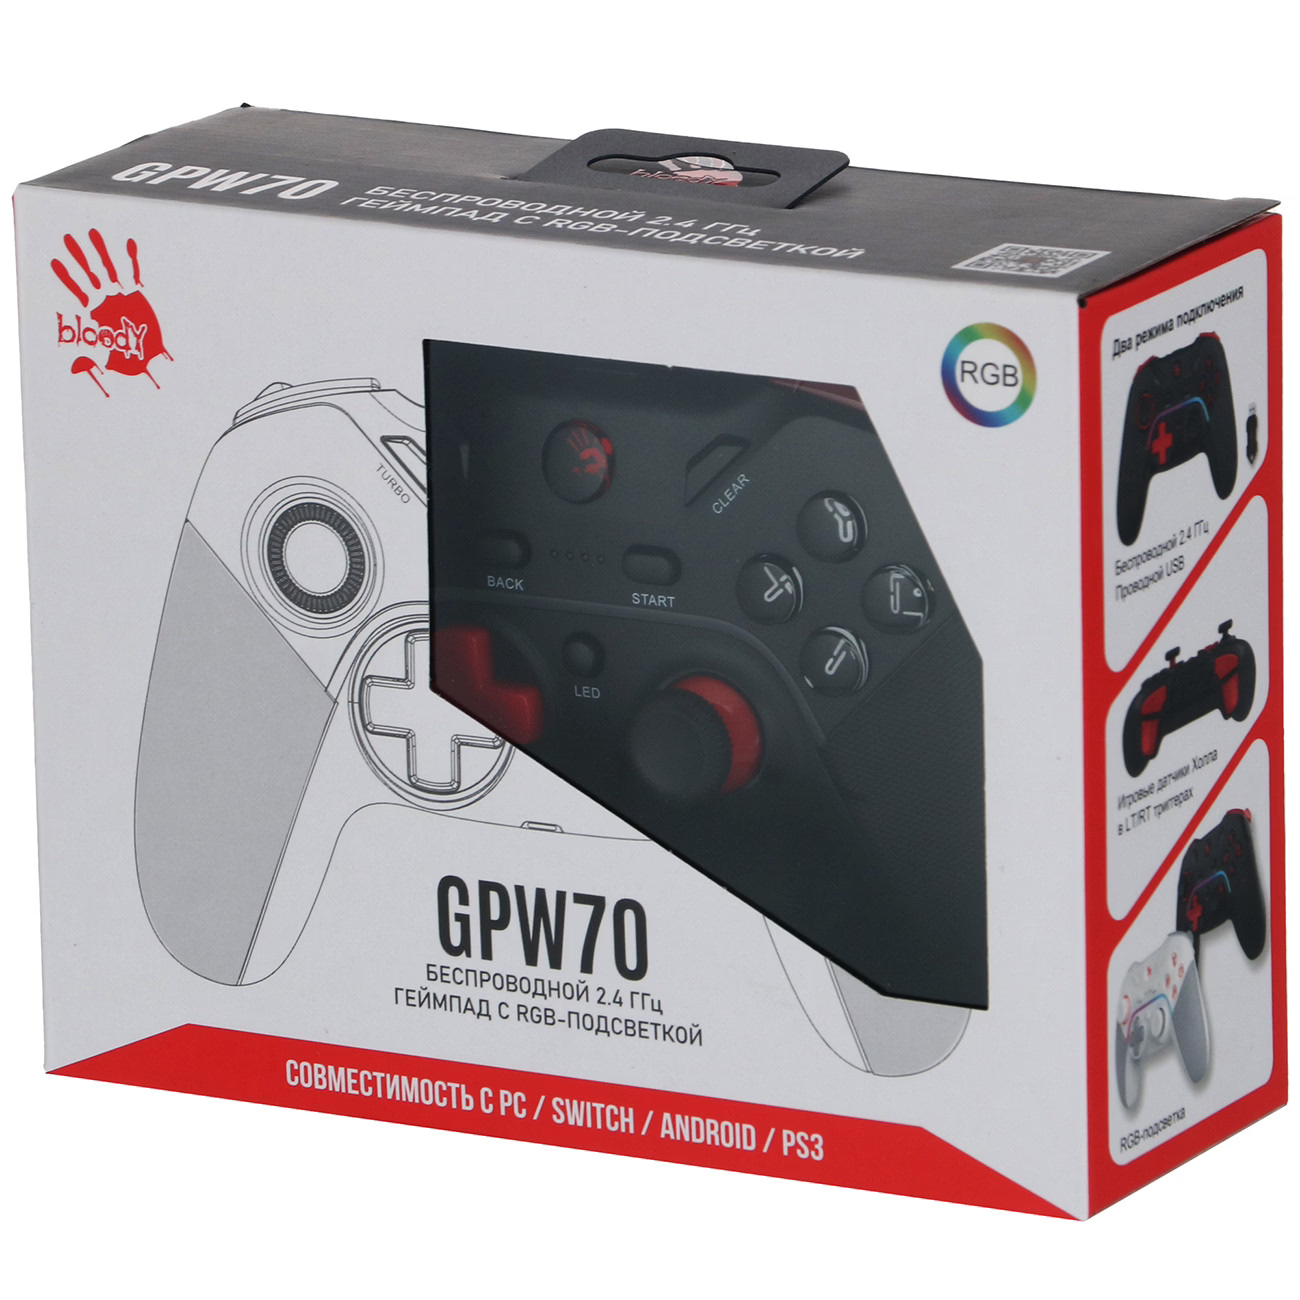 GPW70
БЕСПРОВОДНОЙ 2.4 ГГц
ГЕЙМПАД С RGB-ПОДСВЕТКОЙ
bloody
bloody
RGB
TURBO
CLEAR
BACK
START
LED
GPW70
БЕСПРОВОДНОЙ 2.4 ГГц
ГЕЙМПАД С RGB-ПОДСВЕТКОЙ
СОВМЕСТИМОСТЬ С PC / SWITCH / ANDROID / PS3
Два режима подключения
Беспроводной 2.4 ГГц
Проводной USB
Игровые датчики Холла
в LT/RT триггерах
RGB-подсветка